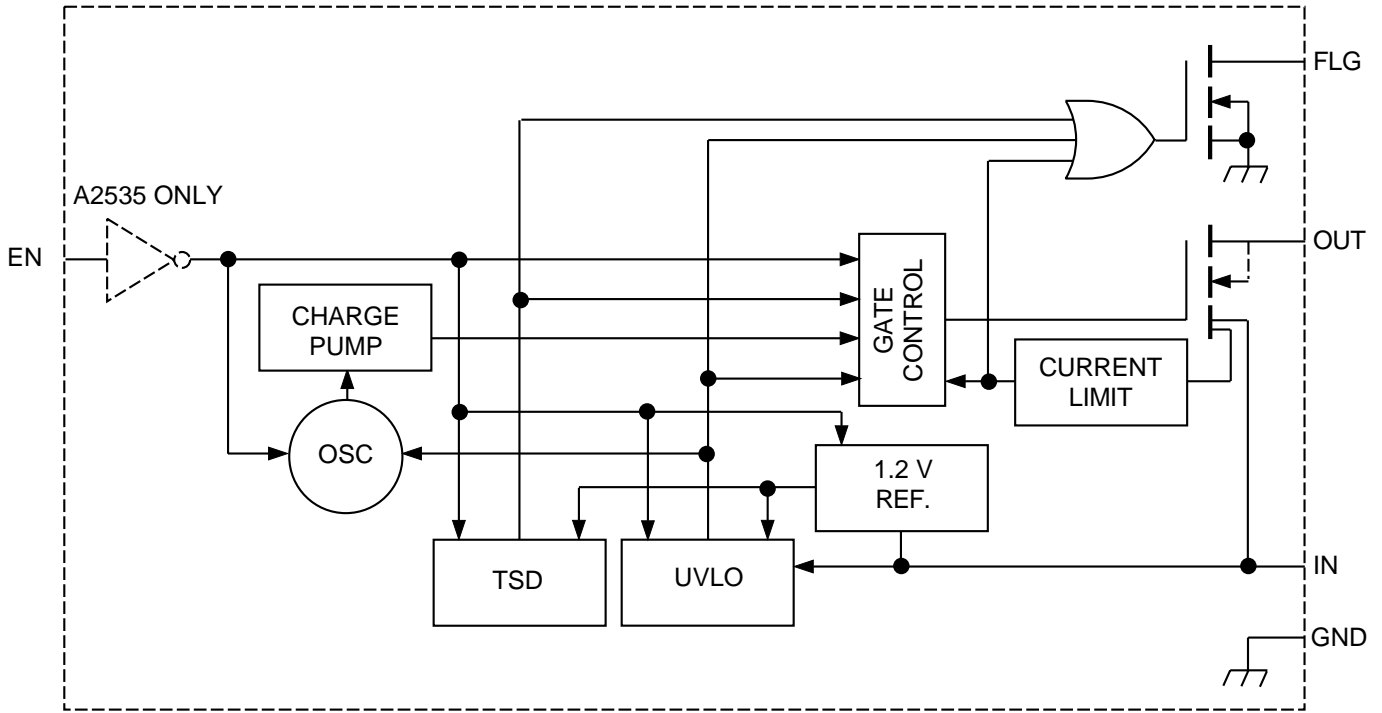 FLG
A2535 ONLY
EN
OUT
CHARGE
PUMP
GATE
CONTROL
CURRENT
LIMIT
OSC
1.2 V
REF.
TSD
UVLO
IN
GND